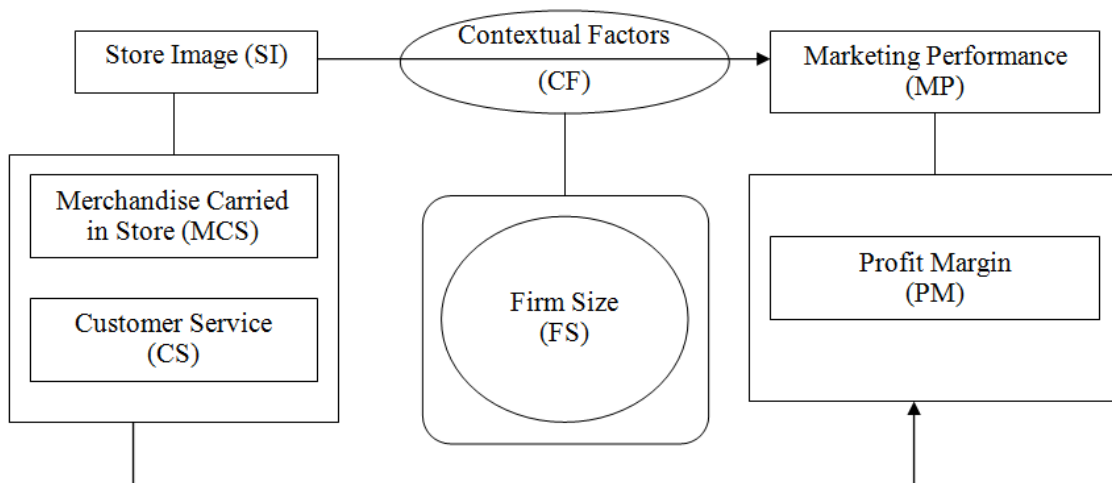 Store Image (SI)
Contextual Factors
(CF)
Marketing Performance
(MP)
Merchandise Carried
in Store (MCS)
Customer Service
(CS)
Firm Size
(FS)
Profit Margin
(PM)